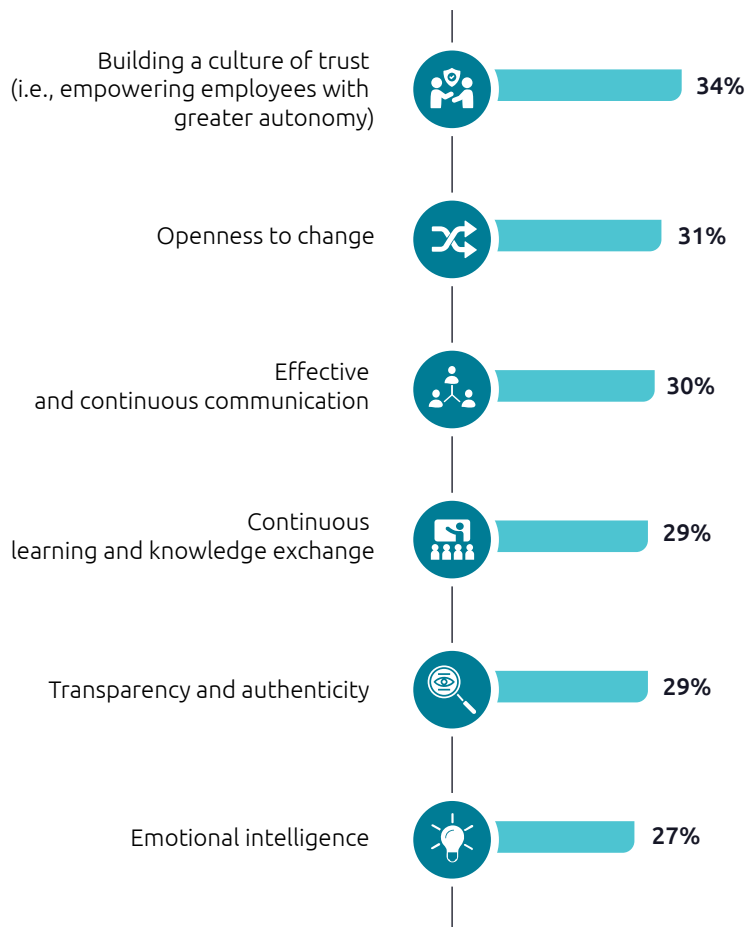 Building a culture of trust
(i.e., empowering employees with
greater autonomy)
34%
Openness to change
31%
Effective
and continuous communication
30%
Continuous
learning and knowledge exchange
29%
Transparency and authenticity
29%
Emotional intelligence
27%